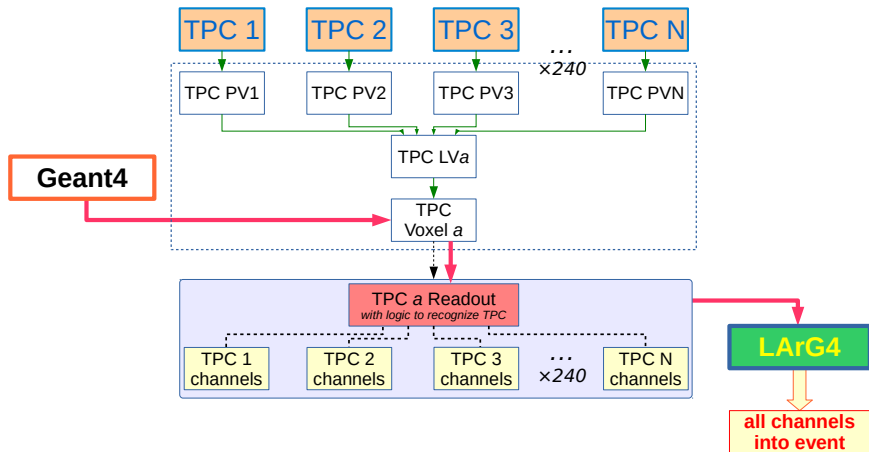 TPC 1
TPC 2
TPC 3
...
×240
TPC N
TPC PV1
TPC PV2
TPC PV3
TPC PVN
TPC LVa
Geant4
TPC
Voxel a
TPC a Readout
with logic to recognize TPC
TPC 1
channels
TPC 2
channels
TPC 3
channels
...
×240
TPC N
channels
LArG4
all channels
into event